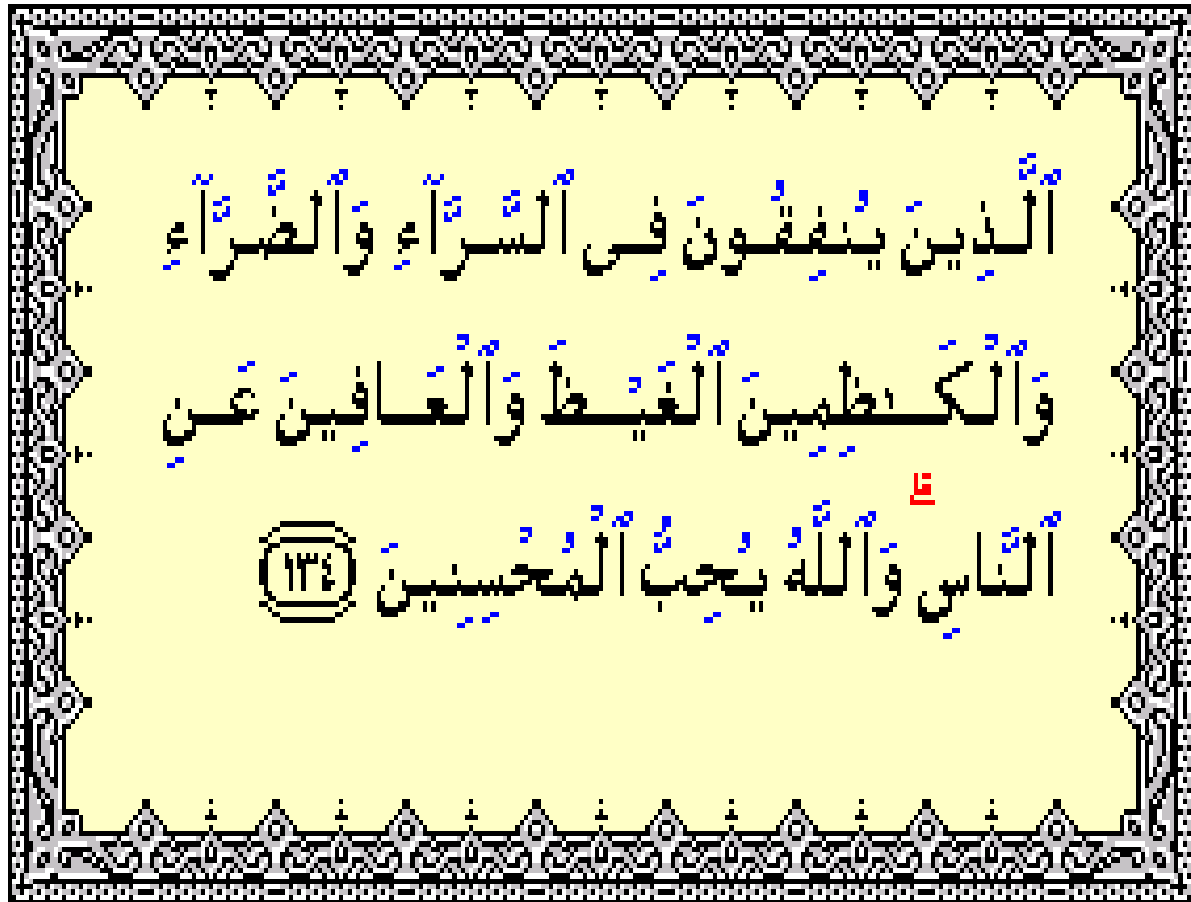 ٱلَّذِينَ يُنفِقُونَ فِى ٱلسَّرَّآءِ وَٱلضَّرَّآءِ
وَٱلْكَـٰظِمِينَ ٱلْغَيْظَ وَٱلْعَافِينَ عَنِ
ٱلنَّاسِ ۗ وَٱللَّهُ يُحِبُّ ٱلْمُحْسِنِينَ ١٣٤